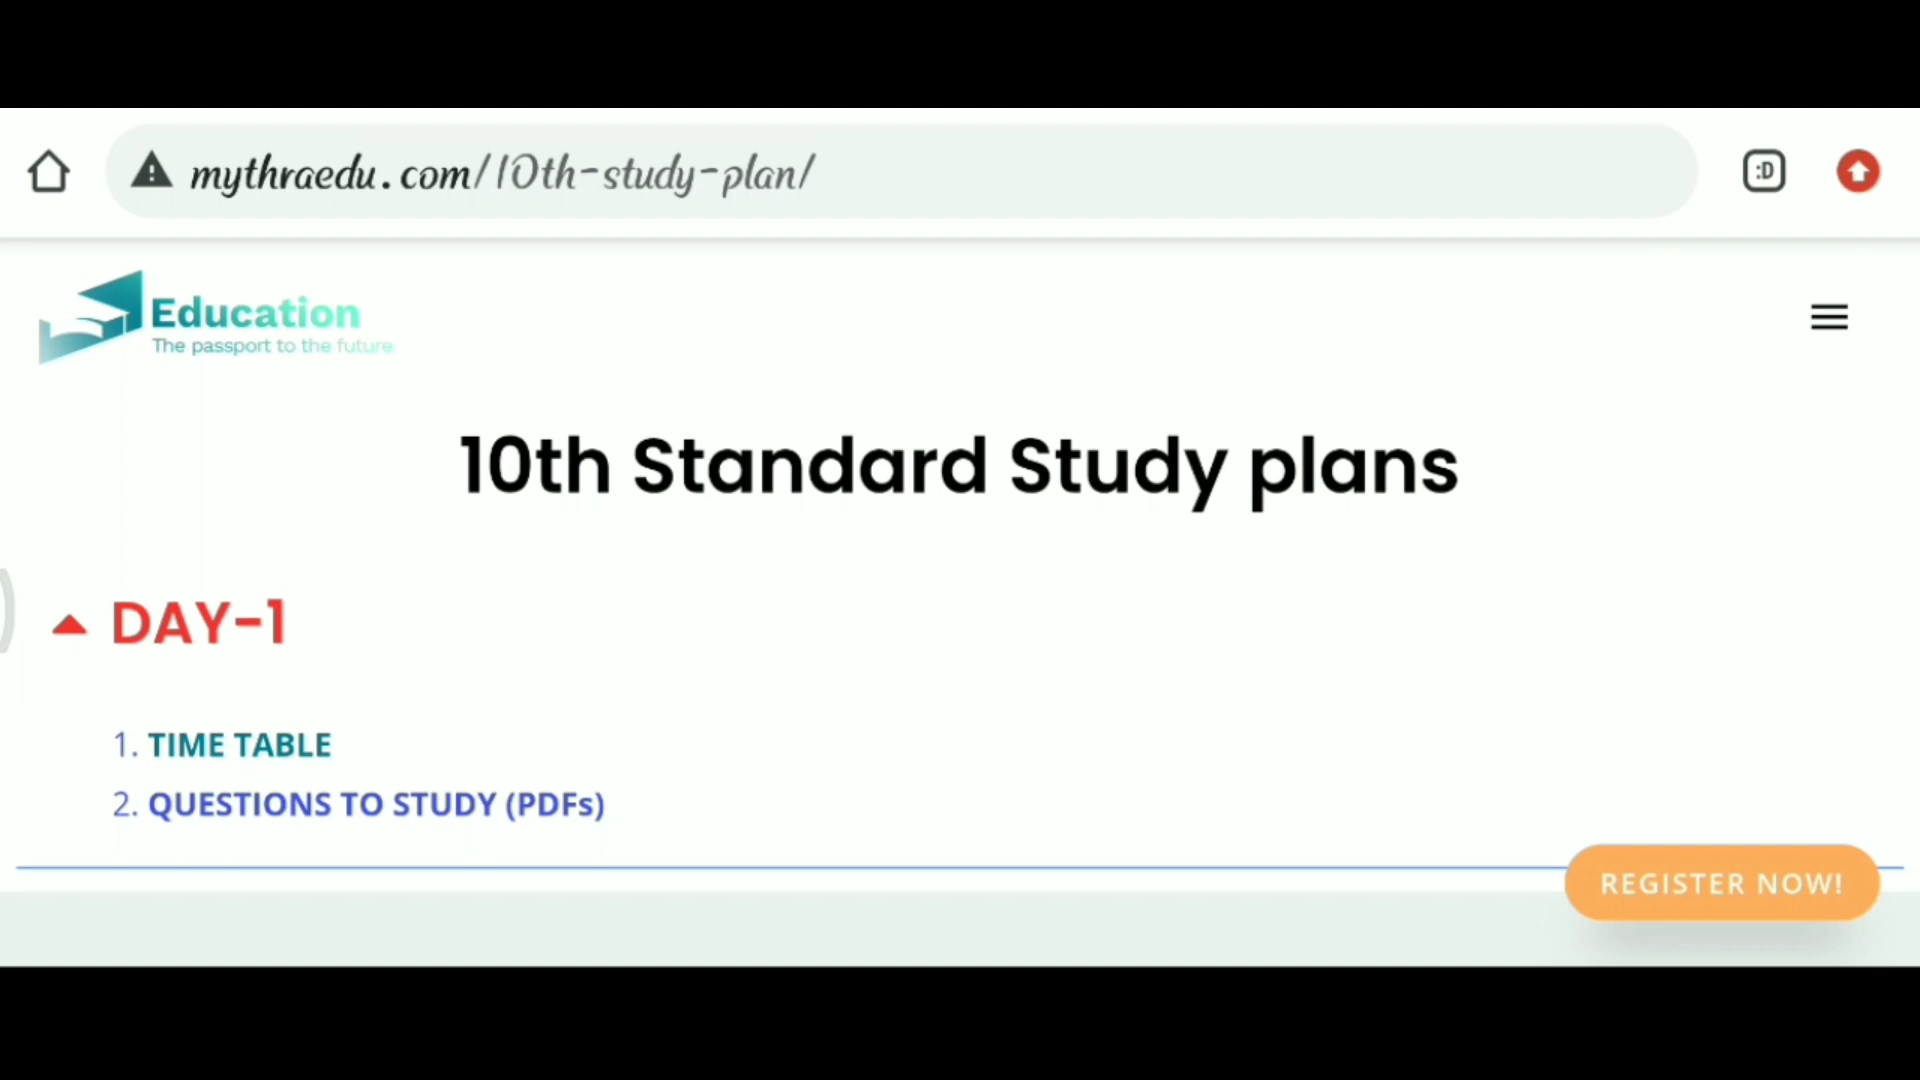 mythraedu.com/10th-study-plan/
:D
Education
The passport to the future
10th Standard Study plans
DAY-1
1. TIME TABLE
2. QUESTIONS TO STUDY (PDFs)
REGISTER NOW!